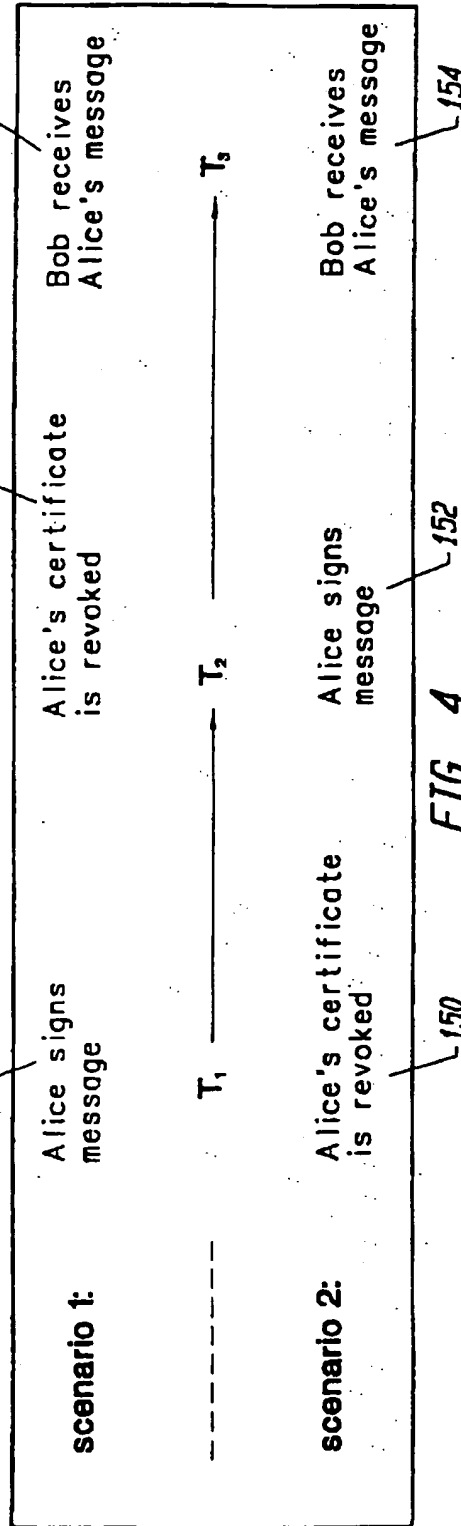 scenario 1:
Alice signs
message
Alice's certificate
is revoked
Bob receives
Alice's message
T₁
T₂
T₃
scenario 2:
Alice's certificate
is revoked
Alice signs
message
Bob receives
Alice's message
150
152
154
FIG 4